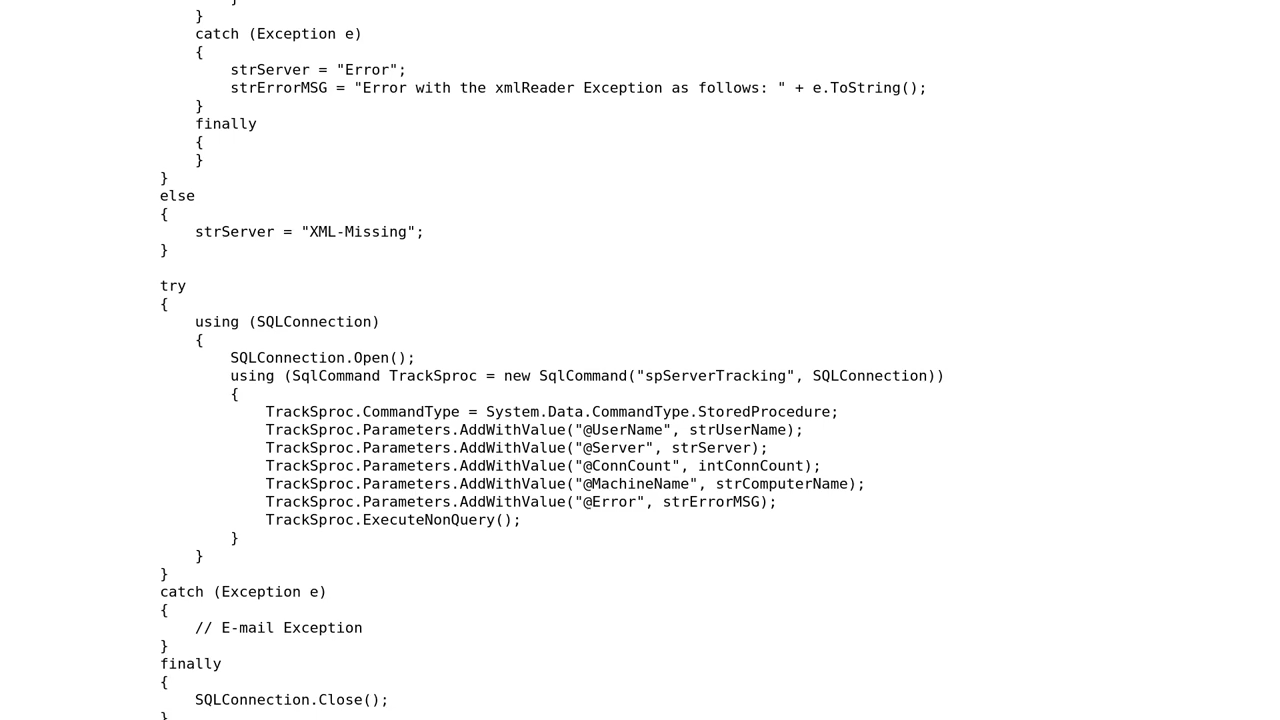 }
}
catch (Exception e)
{
strServer = "Error";
strErrorMSG = "Error with the xmlReader Exception as follows: " + e.ToString();
}
finally
{
}
}
else
{
strServer = "XML-Missing";
}
try
{
using (SQLConnection)
{
SQLConnection.Open();
using (SqlCommand TrackSproc = new SqlCommand("spServerTracking", SQLConnection))
{
TrackSproc.CommandType = System.Data.CommandType.StoredProcedure;
TrackSproc.Parameters.AddWithValue("@UserName", strUserName);
TrackSproc.Parameters.AddWithValue("@Server", strServer);
TrackSproc.Parameters.AddWithValue("@ConnCount", intConnCount);
TrackSproc.Parameters.AddWithValue("@MachineName", strComputerName);
TrackSproc.Parameters.AddWithValue("@Error", strErrorMSG);
TrackSproc.ExecuteNonQuery();
}
}
}
catch (Exception e)
{
// E-mail Exception
}
finally
{
SQLConnection.Close();
}